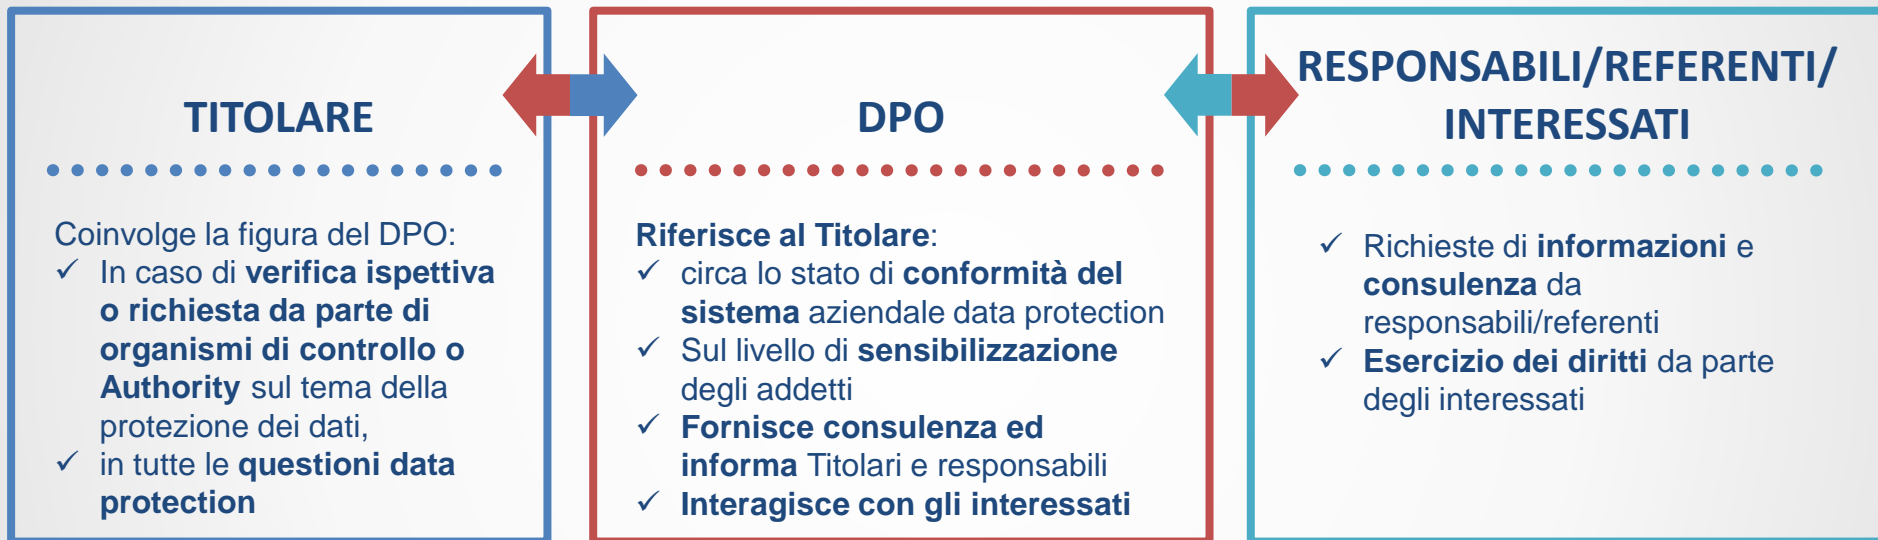 TITOLARE
Coinvolge la figura del DPO:
✓ In caso di verifica ispettiva
o richiesta da parte di
organismi di controllo o
Authority sul tema della
protezione dei dati,
✓ in tutte le questioni data
protection
DPO
Riferisce al Titolare:
✓ circa lo stato di conformità del
sistema aziendale data protection
✓ Sul livello di sensibilizzazione
degli addetti
✓ Fornisce consulenza ed
informa Titolari e responsabili
✓ Interagisce con gli interessati
RESPONSABILI/REFERENTI/
INTERESSATI
✓ Richieste di informazioni e
consulenza da
responsabili/referenti
✓ Esercizio dei diritti da parte
degli interessati